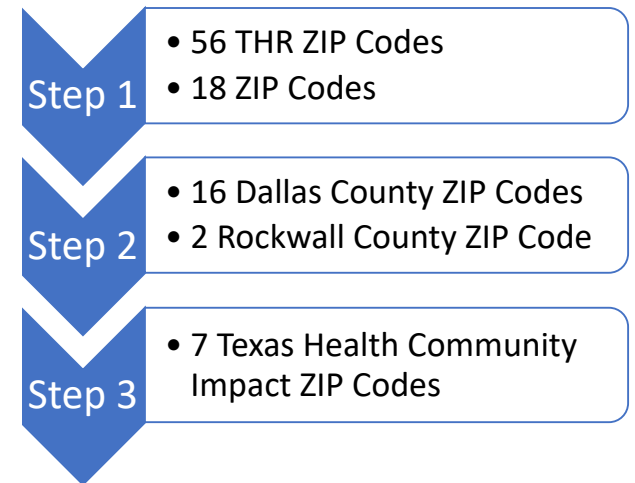 Step 1
• 56 THR ZIP Codes
• 18 ZIP Codes
Step 2
• 16 Dallas County ZIP Codes
• 2 Rockwall County ZIP Code
Step 3
• 7 Texas Health Community
Impact ZIP Codes